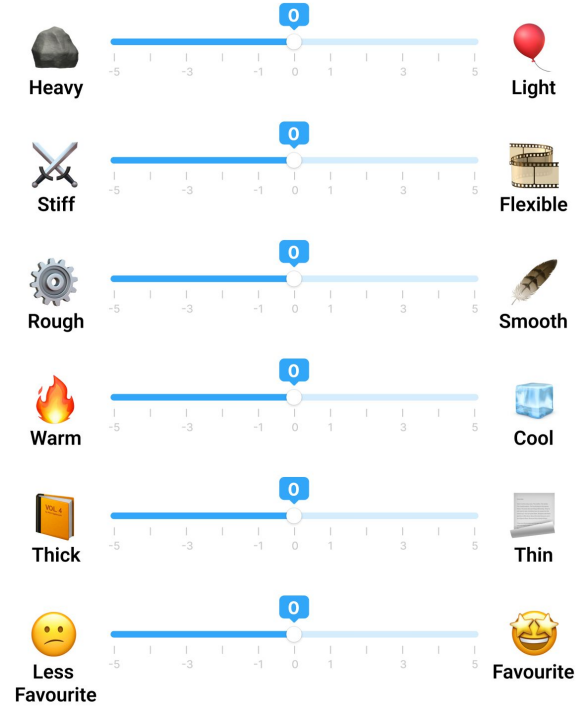 0
-5 -3 -1 0 1 3 5
Heavy
Light
0
-5 -3 -1 0 1 3 5
Stiff
Flexible
0
-5 -3 -1 0 1 3 5
Rough
Smooth
0
-5 -3 -1 0 1 3 5
Warm
Cool
0
VOL. 4
-5 -3 -1 0 1 3 5
Thick
Thin
0
-5 -3 -1 0 1 3 5
Less
Favourite
Favourite